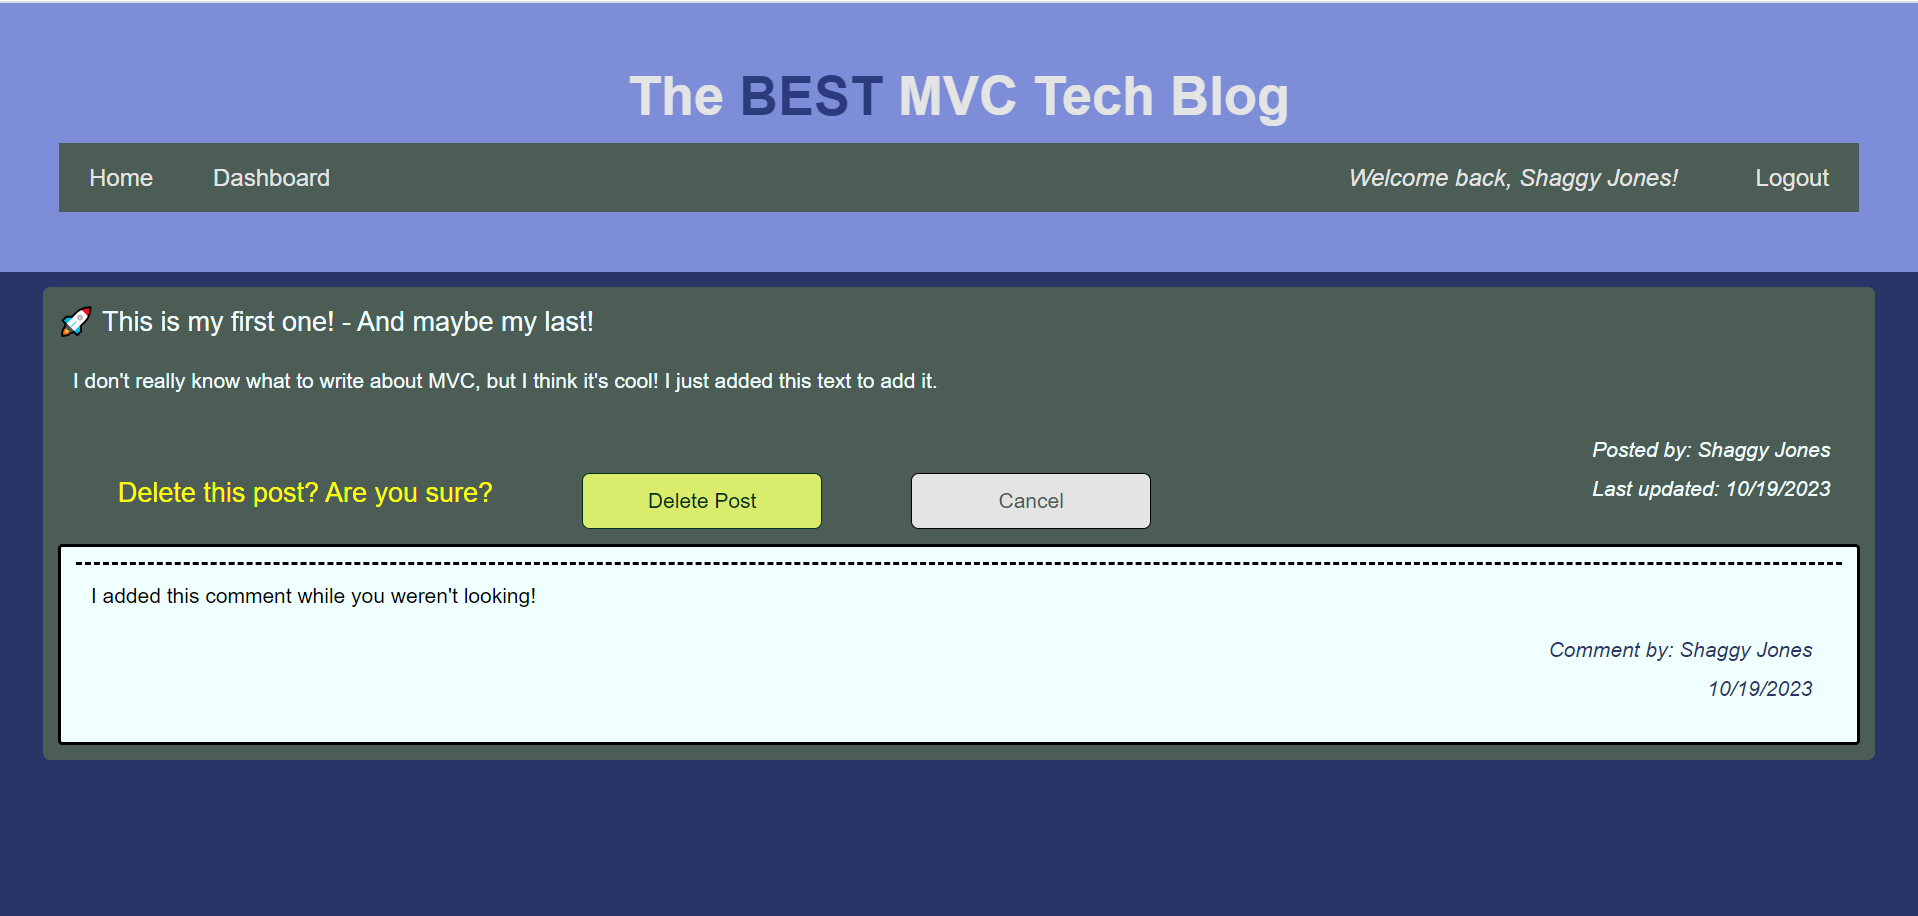 The BEST MVC Tech Blog
Home Dashboard Welcome back, Shaggy Jones! Logout
🚀 This is my first one! - And maybe my last!
I don't really know what to write about MVC, but I think it's cool! I just added this text to add it.
Posted by: Shaggy Jones
Last updated: 10/19/2023
Delete this post? Are you sure? Delete Post Cancel
I added this comment while you weren't looking!
Comment by: Shaggy Jones
10/19/2023